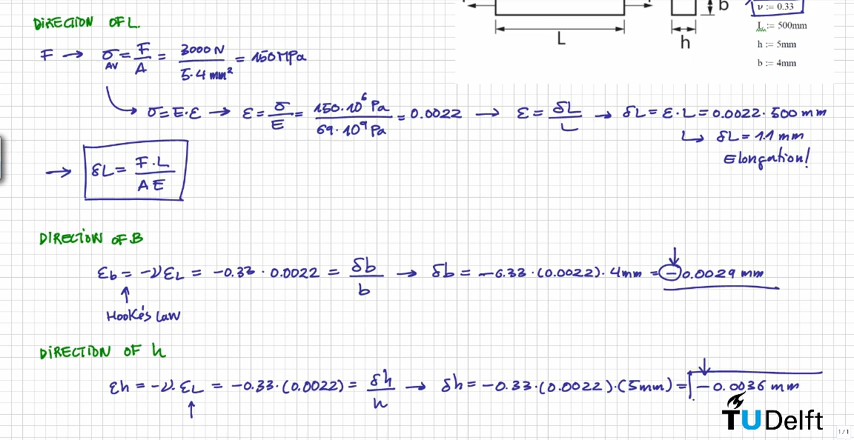 DIRECTION OF L.
F → σ_AV = F/A = 3000 N / 5·4 mm² = 150 MPa
b
ν := 0.33
L := 500mm
h := 5mm
b := 4mm
L
h
σ = E·ε → ε = σ/E = 150·10⁶ Pa / 69·10⁹ Pa = 0.0022 → ε = δL/L → δL = ε·L = 0.0022·500 mm
↳ δL = 1.1 mm
Elongation!
→ δL = F·L / AE
DIRECTION OF B
εb = -ν εL = -0.33 · 0.0022 = δb/b → δb = -0.33·(0.0022)·4mm = -0.0029 mm
↑
Hooke's Law
DIRECTION OF h
εh = -ν·εL = -0.33·(0.0022) = δh/h → δh = -0.33·(0.0022)·(5mm) = -0.0036 mm
↑
TUDelft
1/1